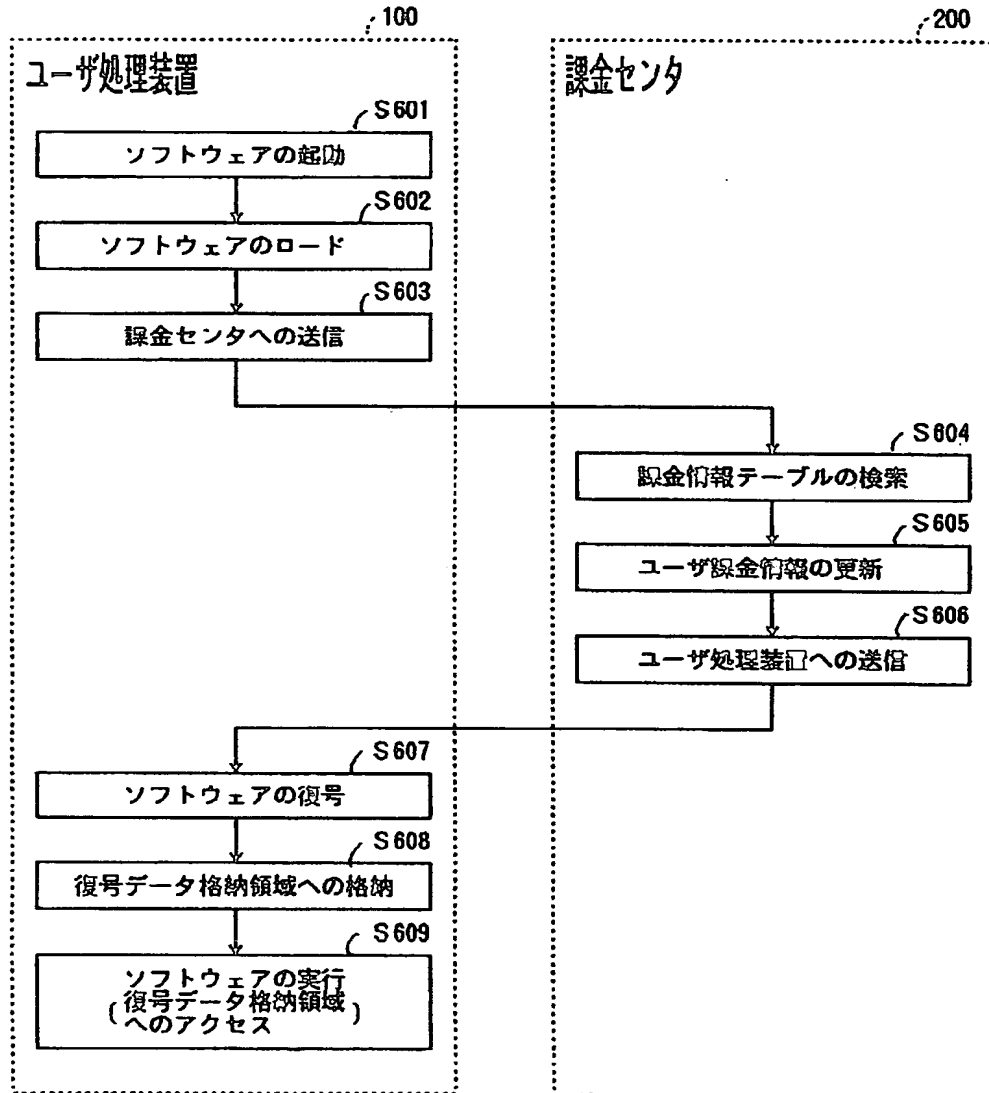 100
200
ユーザ処理装置
課金センタ
S601
ソフトウェアの起動
S602
ソフトウェアのロード
S603
課金センタへの送信
S604
課金情報テーブルの検索
S605
ユーザ課金情報の更新
S606
ユーザ処理装置への送信
S607
ソフトウェアの復号
S608
復号データ格納領域への格納
S609
ソフトウェアの実行
(復号データ格納領域)
へのアクセス